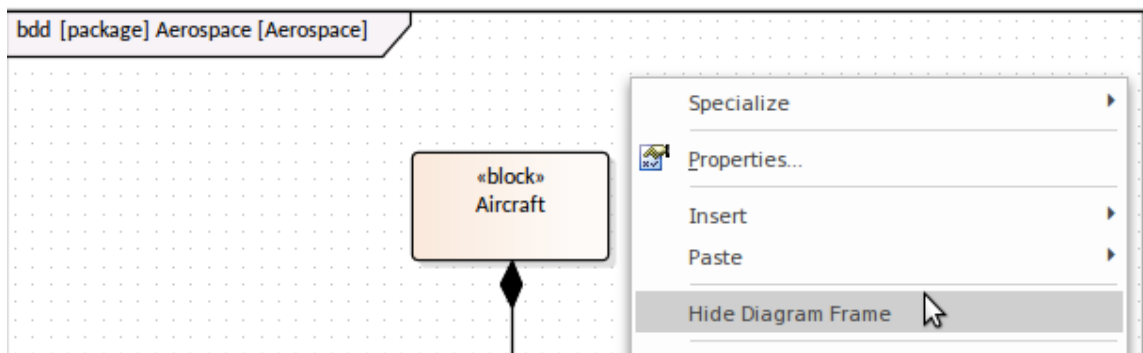 bdd [package] Aerospace [Aerospace]
«block»
Aircraft
Specialize
Properties...
Insert
Paste
Hide Diagram Frame